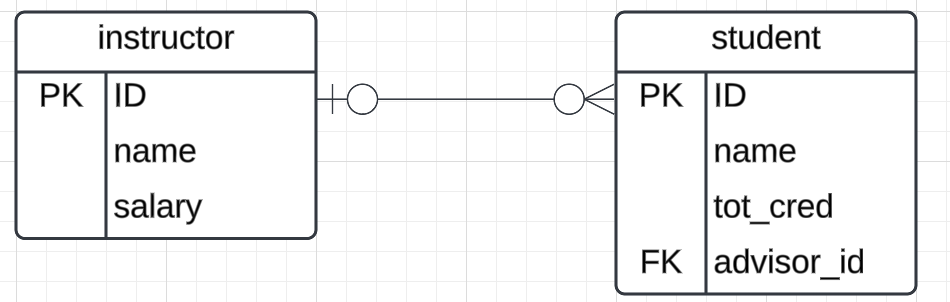 instructor
PK ID
name
salary
student
PK ID
name
tot_cred
FK advisor_id